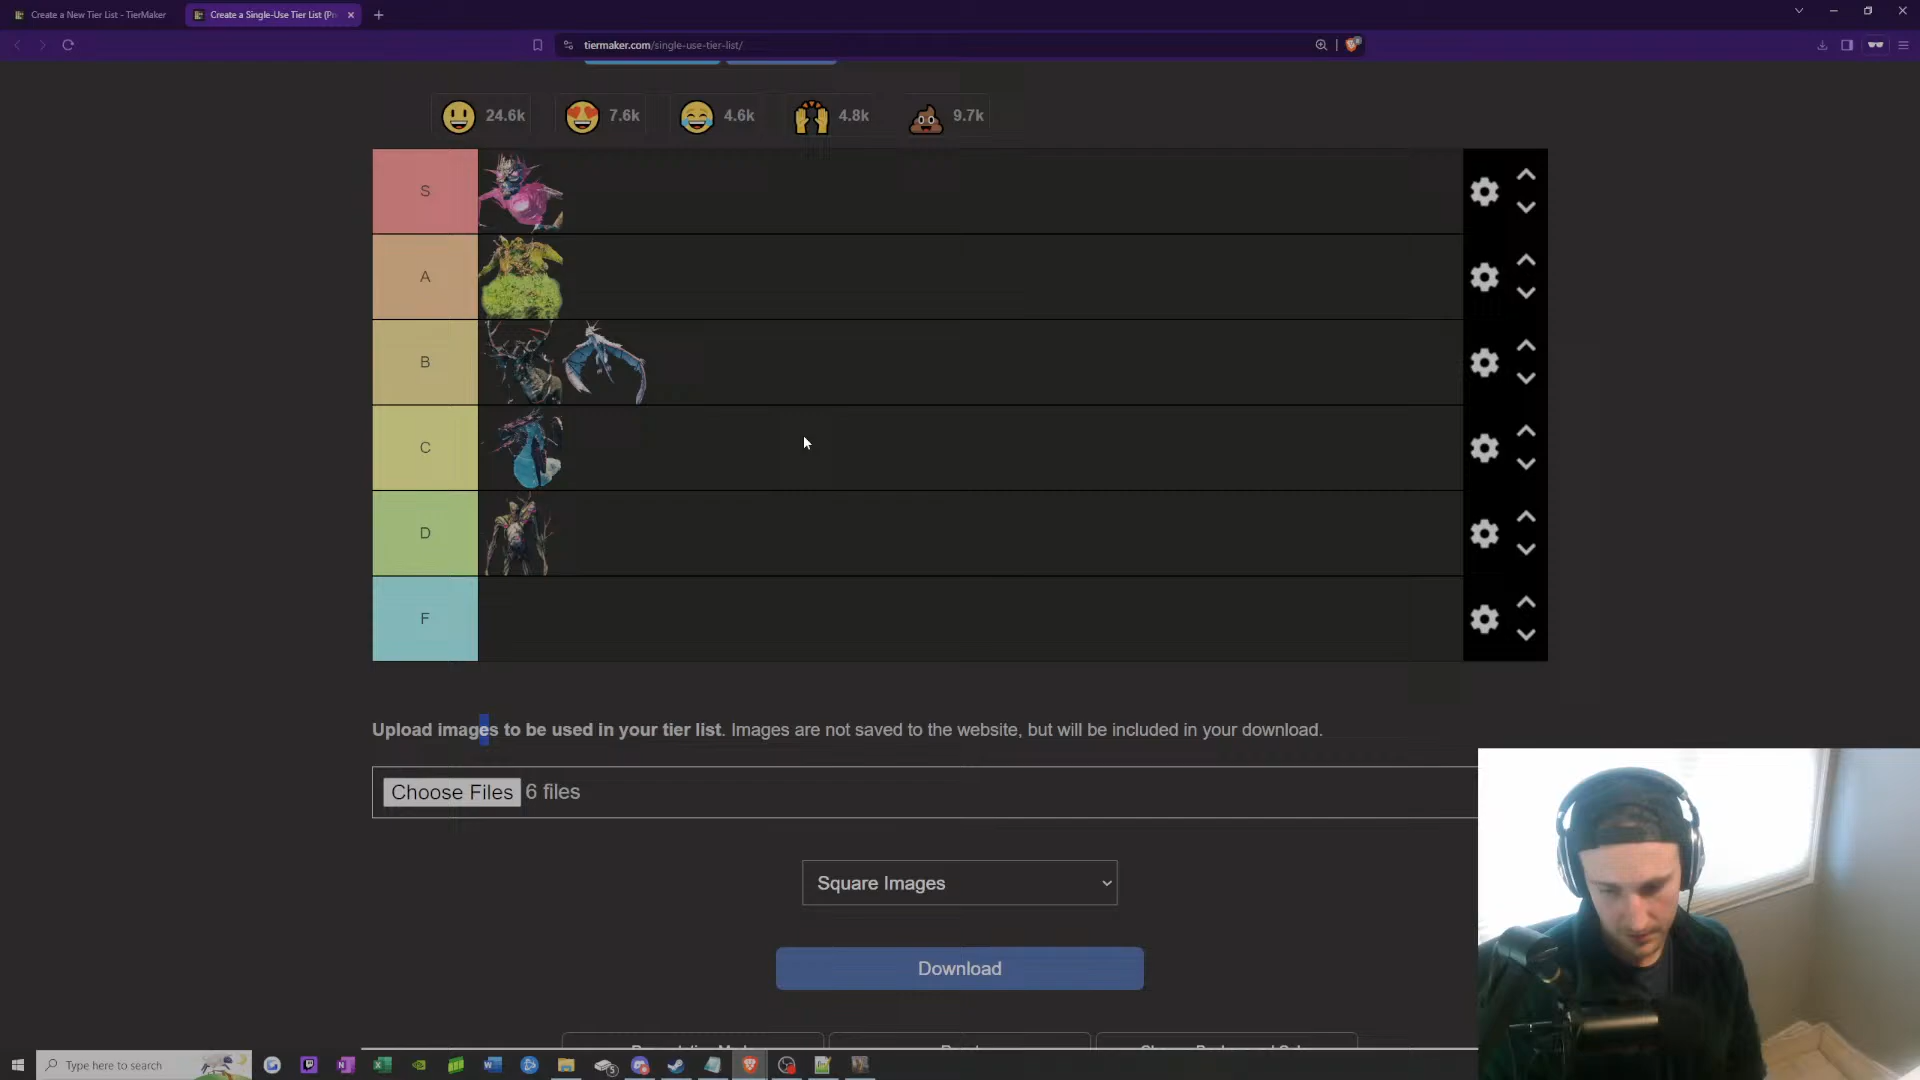 Create a New Tier List - TierMaker
Create a Single-Use Tier List (Pri
tiermaker.com/single-use-tier-list/
24.6k 7.6k 4.6k 4.8k 9.7k
S
A
B
C
D
F
Upload images to be used in your tier list. Images are not saved to the website, but will be included in your download.
Choose Files 6 files
Square Images
Download
Type here to search
5